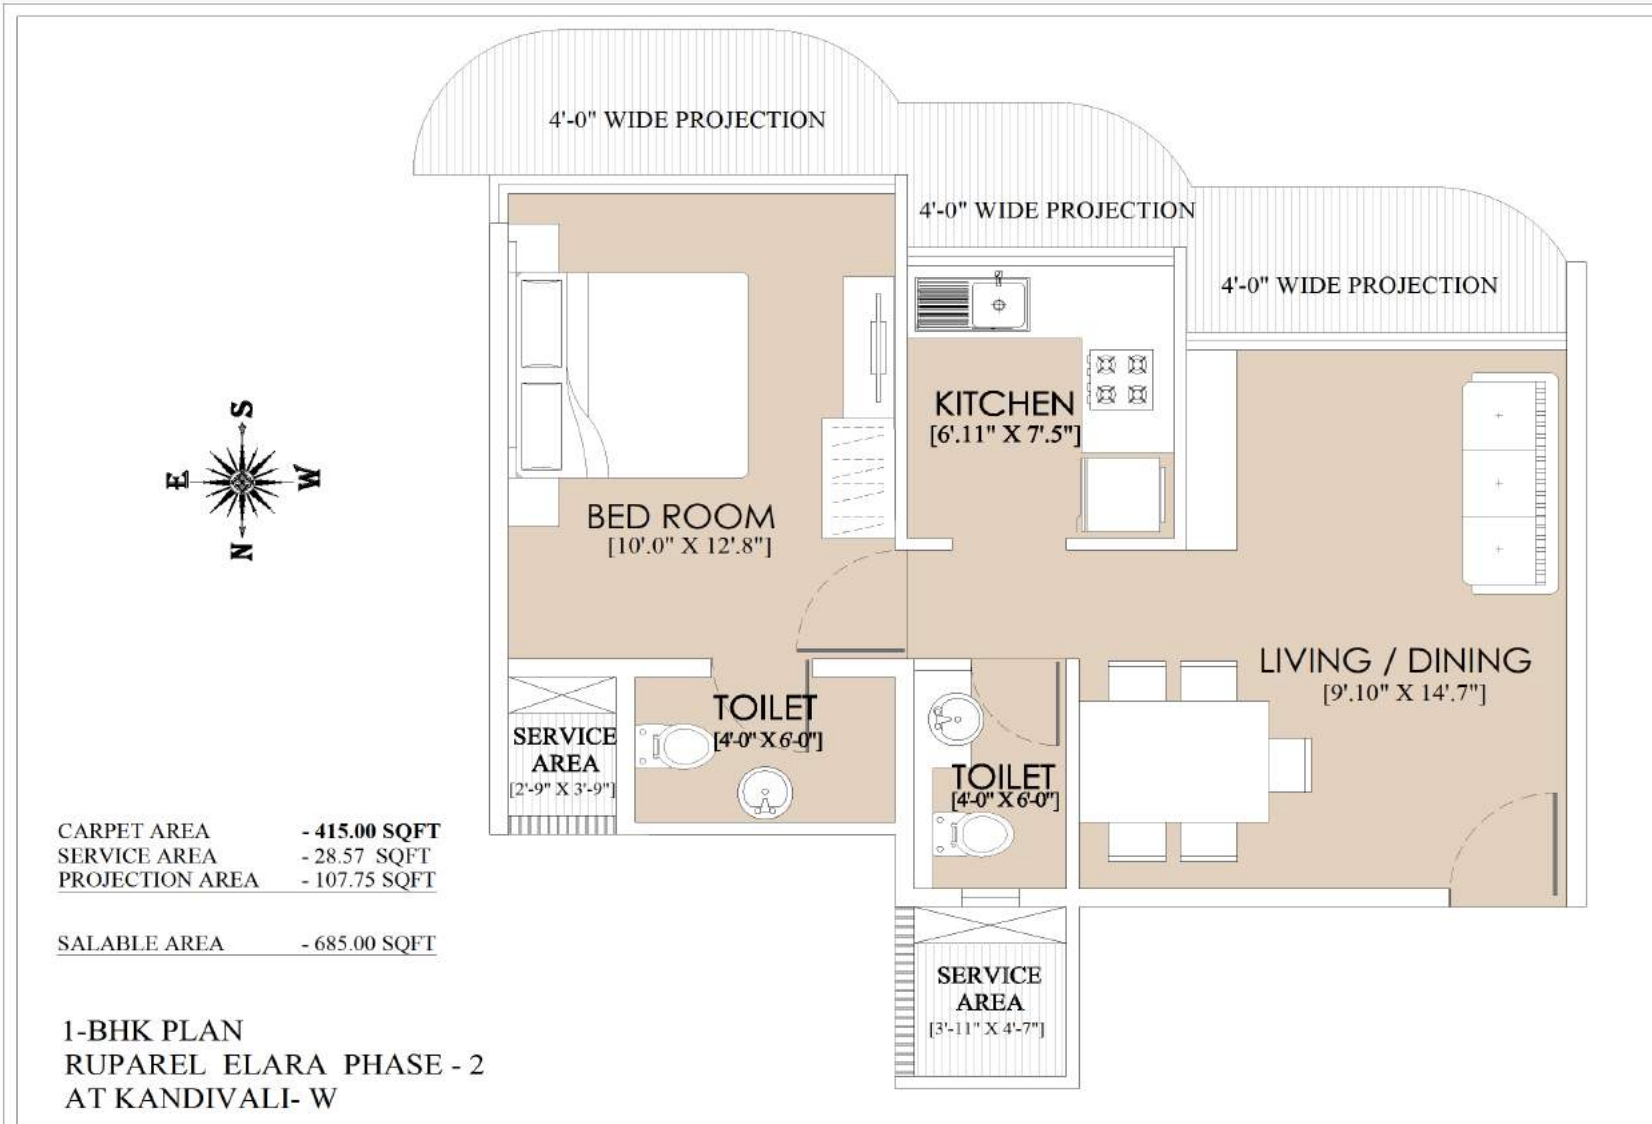 4'-0" WIDE PROJECTION
4'-0" WIDE PROJECTION
4'-0" WIDE PROJECTION
KITCHEN
[6'.11" X 7'.5"]
S
E
W
N
BED ROOM
[10'.0" X 12'.8"]
LIVING / DINING
[9'.10" X 14'.7"]
TOILET
[4'-0" X 6'-0"]
SERVICE
AREA
[2'-9" X 3'-9"]
TOILET
[4'-0" X 6'-0"]
CARPET AREA - 415.00 SQFT
SERVICE AREA - 28.57 SQFT
PROJECTION AREA - 107.75 SQFT
SALABLE AREA - 685.00 SQFT
SERVICE
AREA
[3'-11" X 4'-7"]
1-BHK PLAN
RUPAREL ELARA PHASE - 2
AT KANDIVALI- W